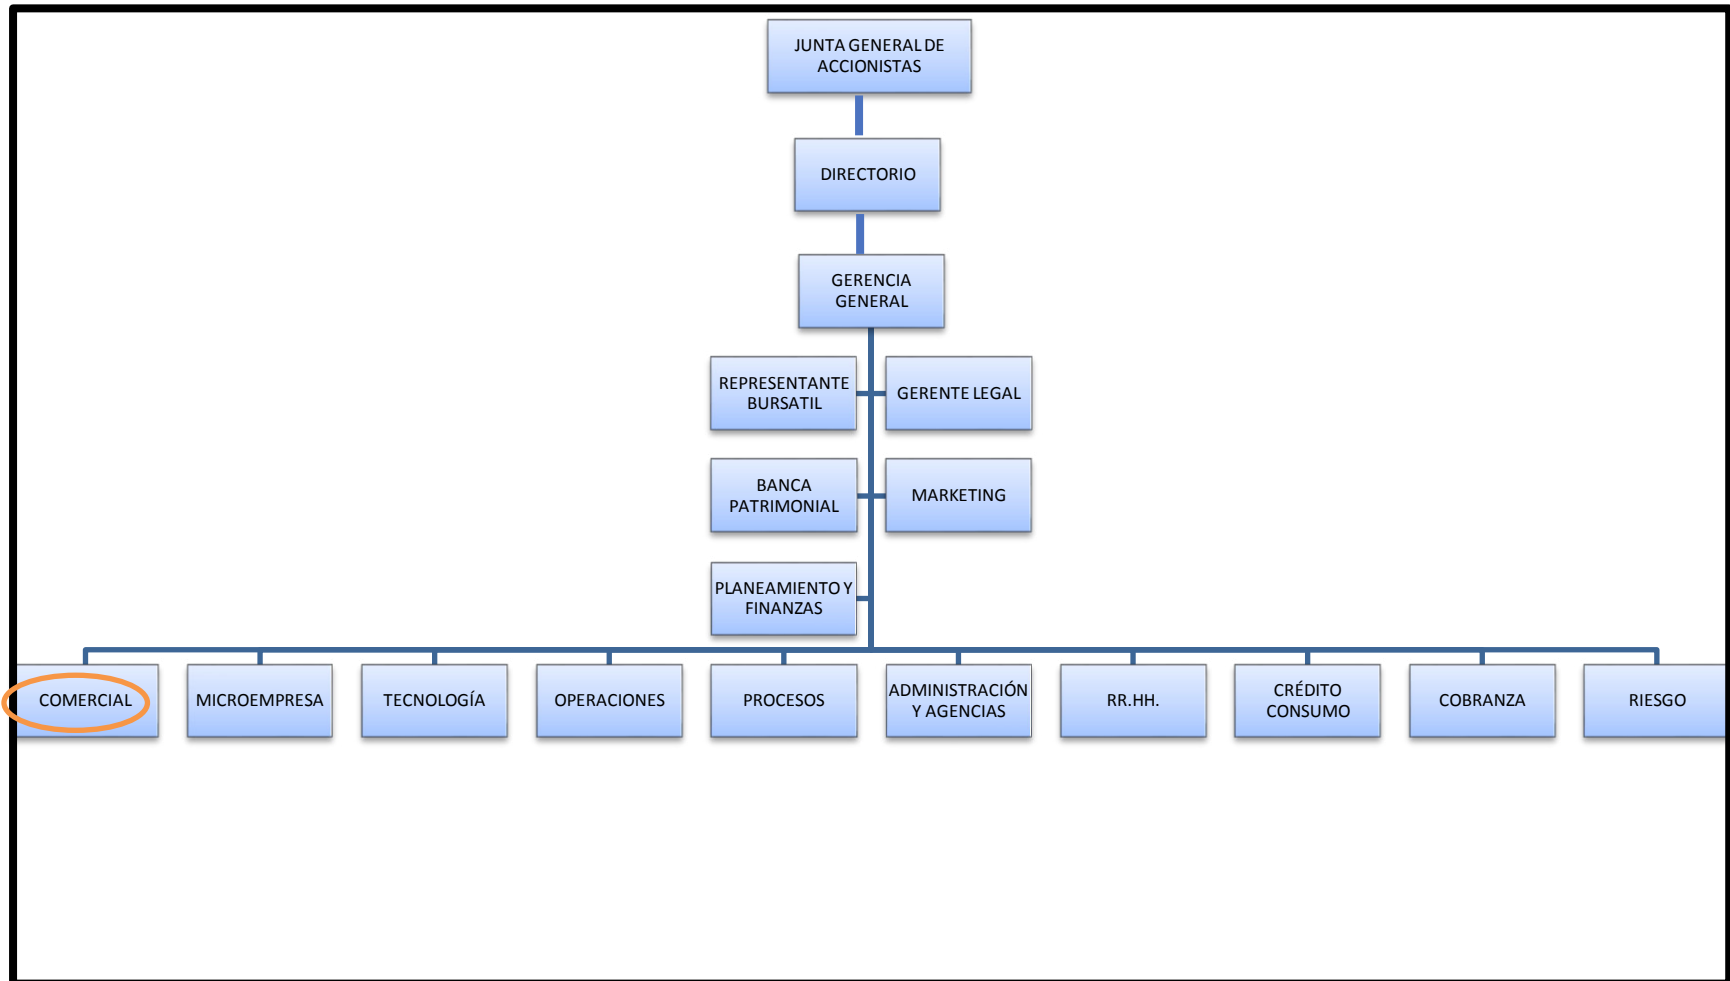 JUNTA GENERAL DE
ACCIONISTAS
DIRECTORIO
GERENCIA
GENERAL
REPRESENTANTE
BURSATIL
GERENTE LEGAL
BANCA
PATRIMONIAL
MARKETING
PLANEAMIENTO Y
FINANZAS
COMERCIAL
MICROEMPRESA
TECNOLOGÍA
OPERACIONES
PROCESOS
ADMINISTRACIÓN
Y AGENCIAS
RR.HH.
CRÉDITO
CONSUMO
COBRANZA
RIESGO